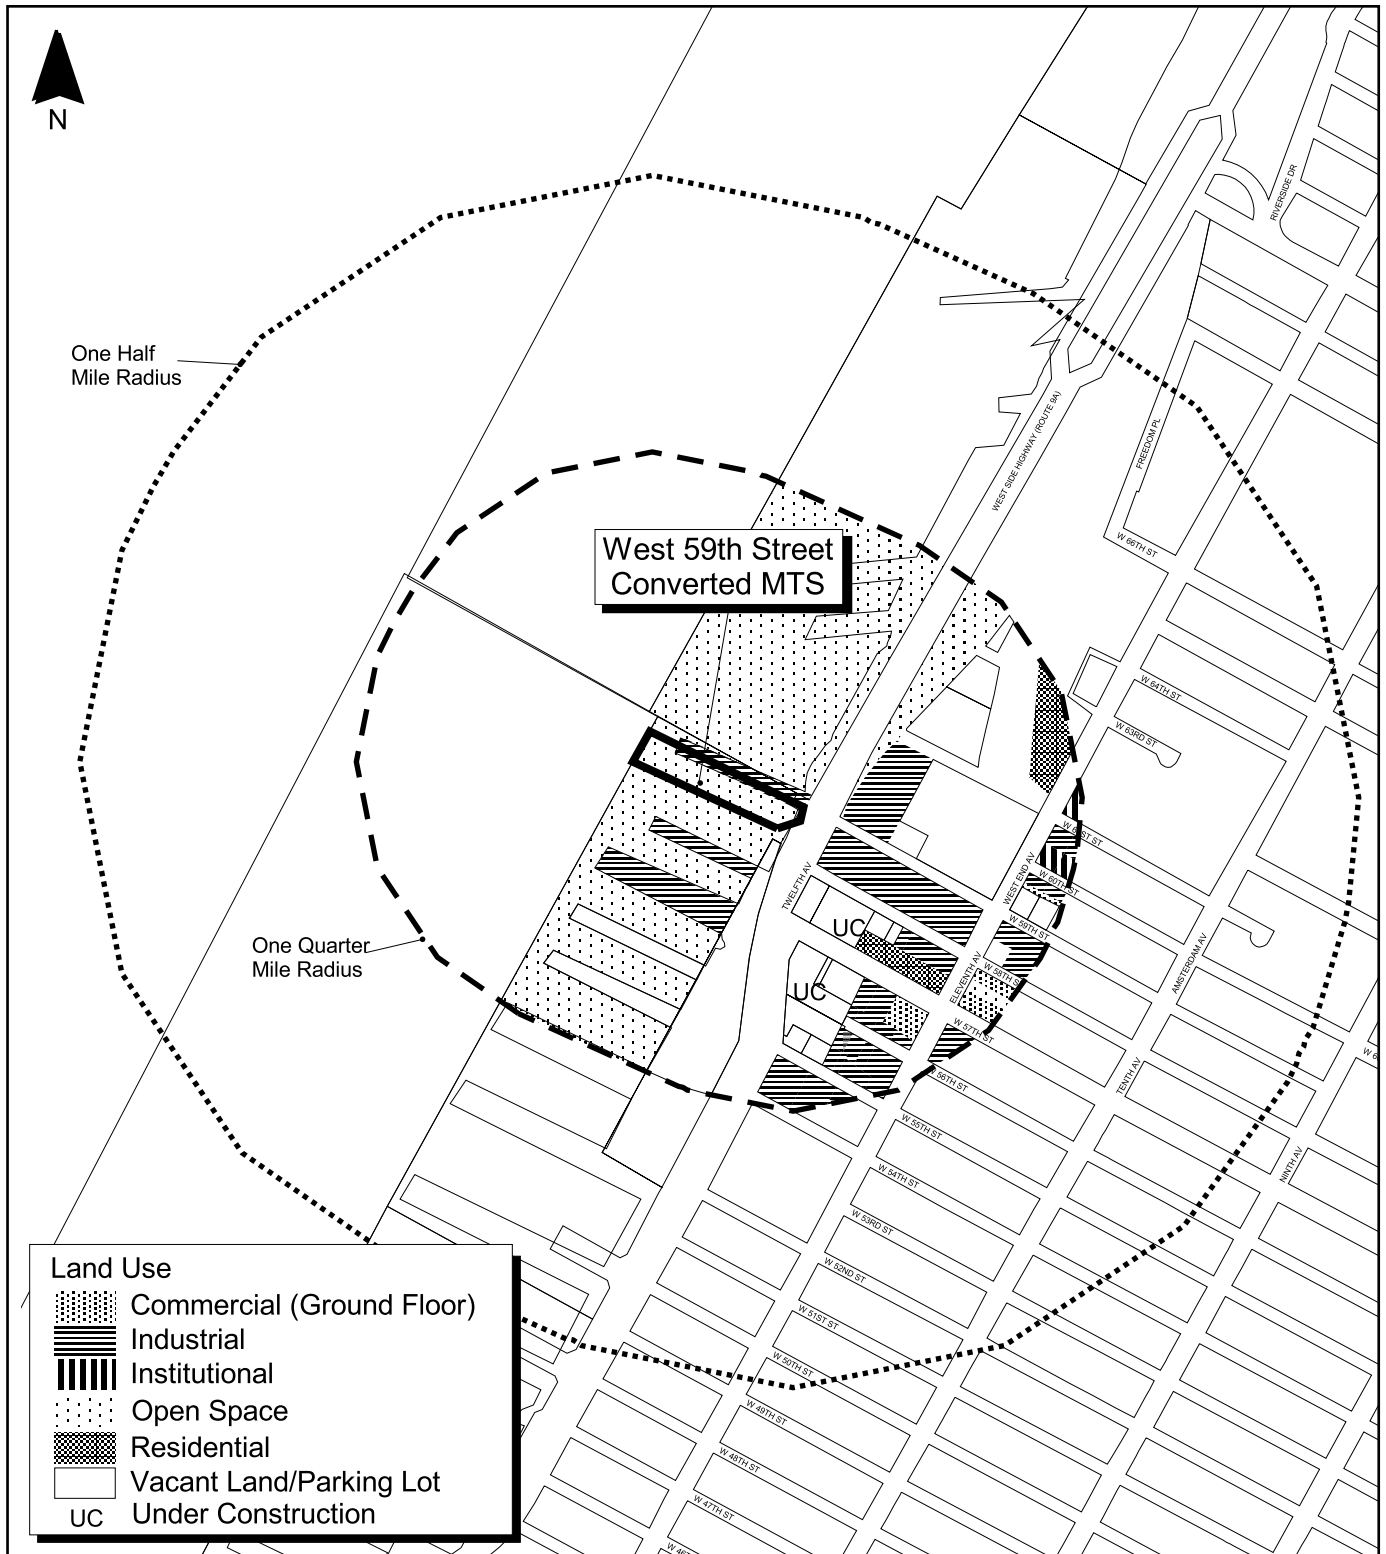 N
RIVERSIDE DR
One Half
Mile Radius
WEST SIDE HIGHWAY (ROUTE 9A)
FREEDOM PL
W 66TH ST
West 59th Street
Converted MTS
W 64TH ST
W 63RD ST
W 61ST ST
WEST END AV
W 60TH ST
TWELFTH AV
W 59TH ST
UC
One Quarter
Mile Radius
AMSTERDAM AV
ELEVENTH AV
W 58TH S
UC
W 57TH ST
W 56TH ST
TENTH AV
W 55TH ST
W 54TH ST
NINTH AV
W 53RD ST
W 52ND ST
W 51ST ST
W 50TH ST
W 49TH ST
W 48TH ST
W 47TH ST
Land Use
Commercial (Ground Floor)
Industrial
Institutional
Open Space
Residential
Vacant Land/Parking Lot
UC Under Construction